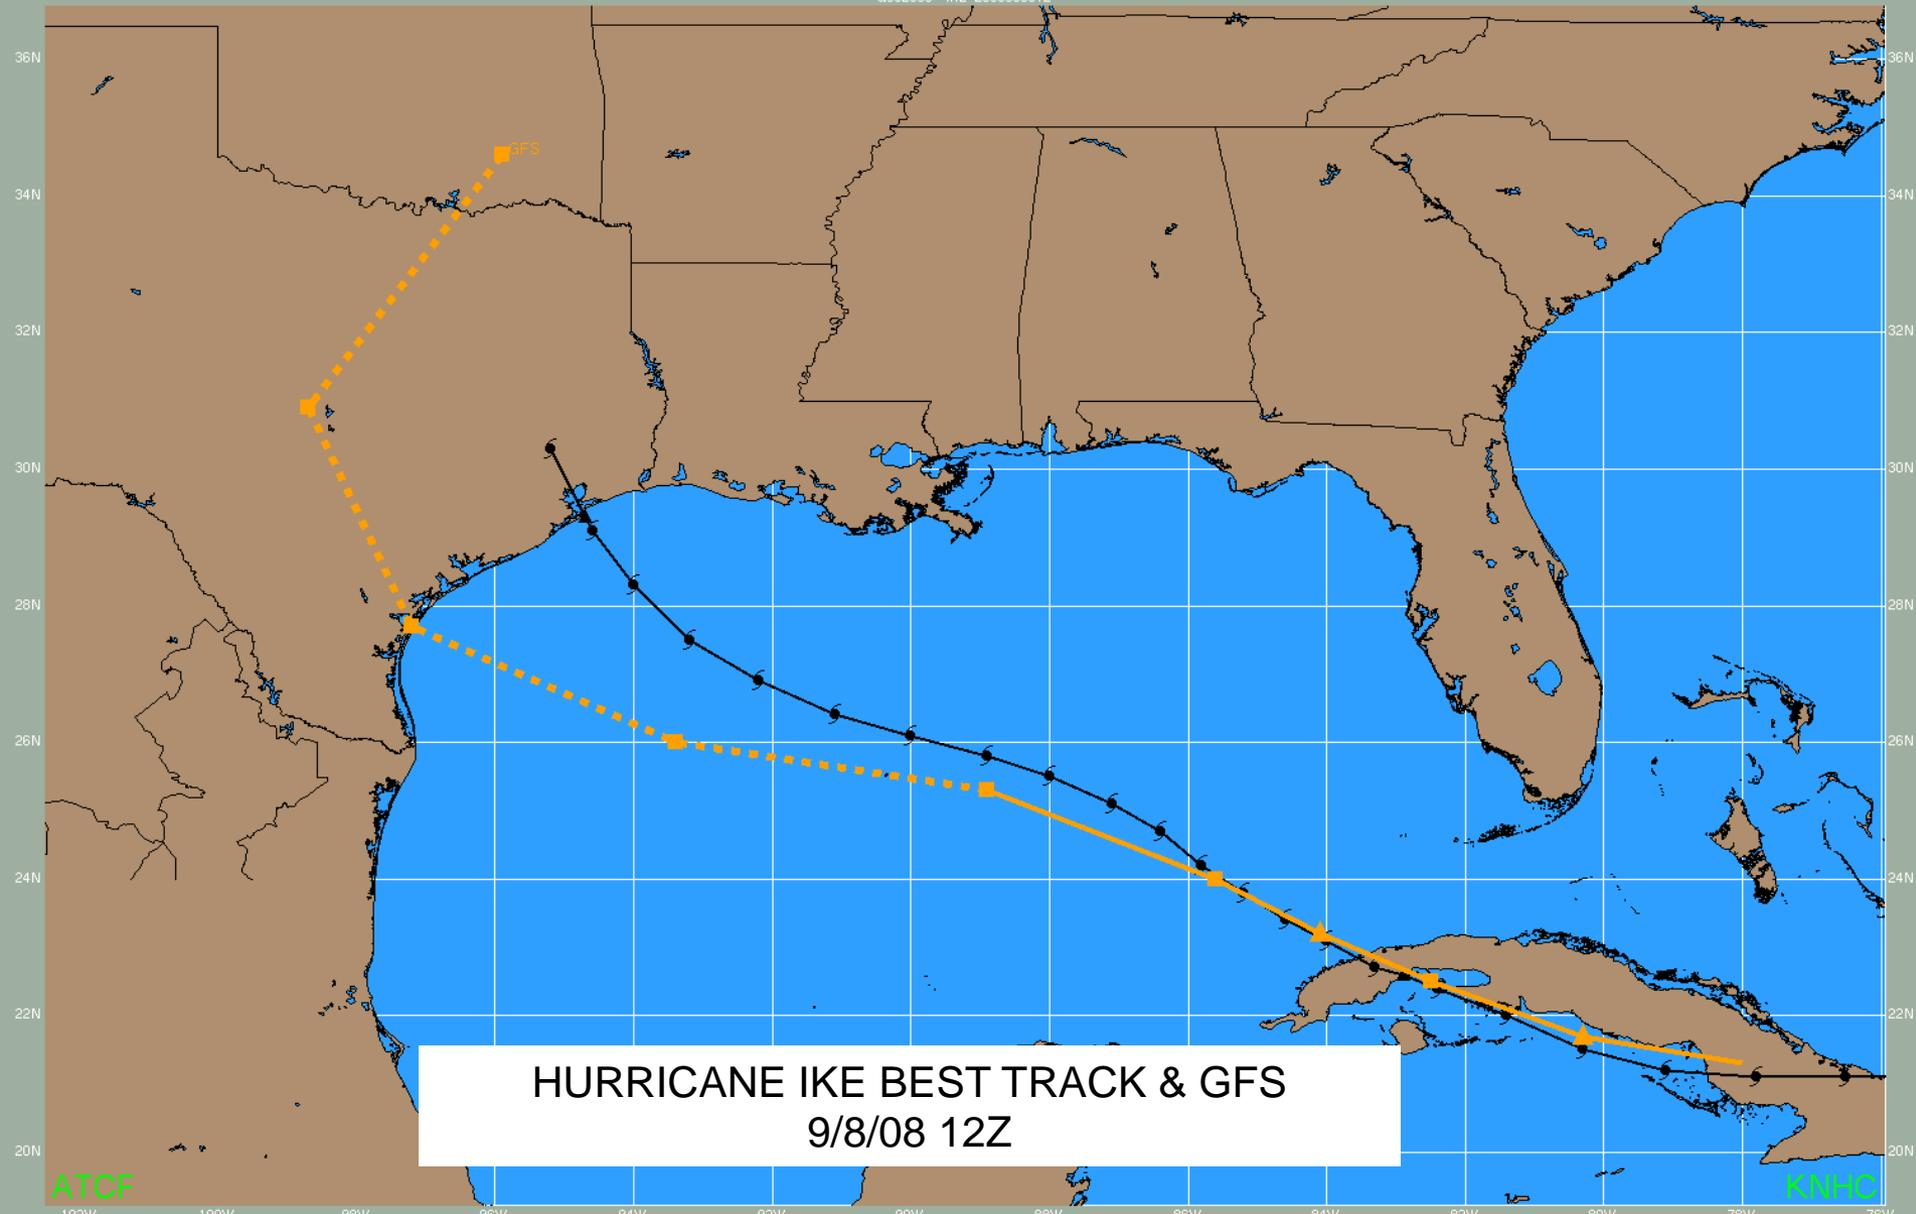 36N
36N
GFS
34N
34N
32N
32N
30N
30N
28N
28N
26N
26N
24N
24N
22N
22N
HURRICANE IKE BEST TRACK & GFS
9/8/08 12Z
20N
20N
ATCF
KNHC